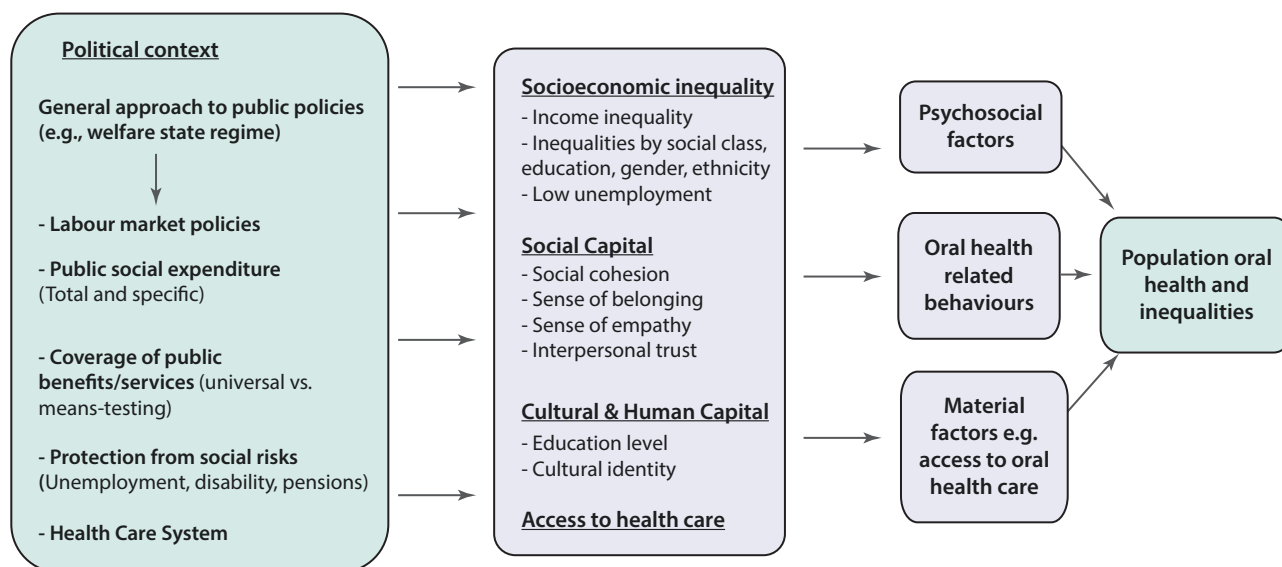 Political context
General approach to public policies
(e.g., welfare state regime)
- Labour market policies
- Public social expenditure
(Total and specific)
- Coverage of public
benefits/services (universal vs.
means-testing)
- Protection from social risks
(Unemployment, disability, pensions)
- Health Care System
Socioeconomic inequality
- Income inequality
- Inequalities by social class,
education, gender, ethnicity
- Low unemployment
Social Capital
- Social cohesion
- Sense of belonging
- Sense of empathy
- Interpersonal trust
Cultural & Human Capital
- Education level
- Cultural identity
Access to health care
Psychosocial
factors
Oral health
related
behaviours
Material
factors e.g.
access to oral
health care
Population oral
health and
inequalities